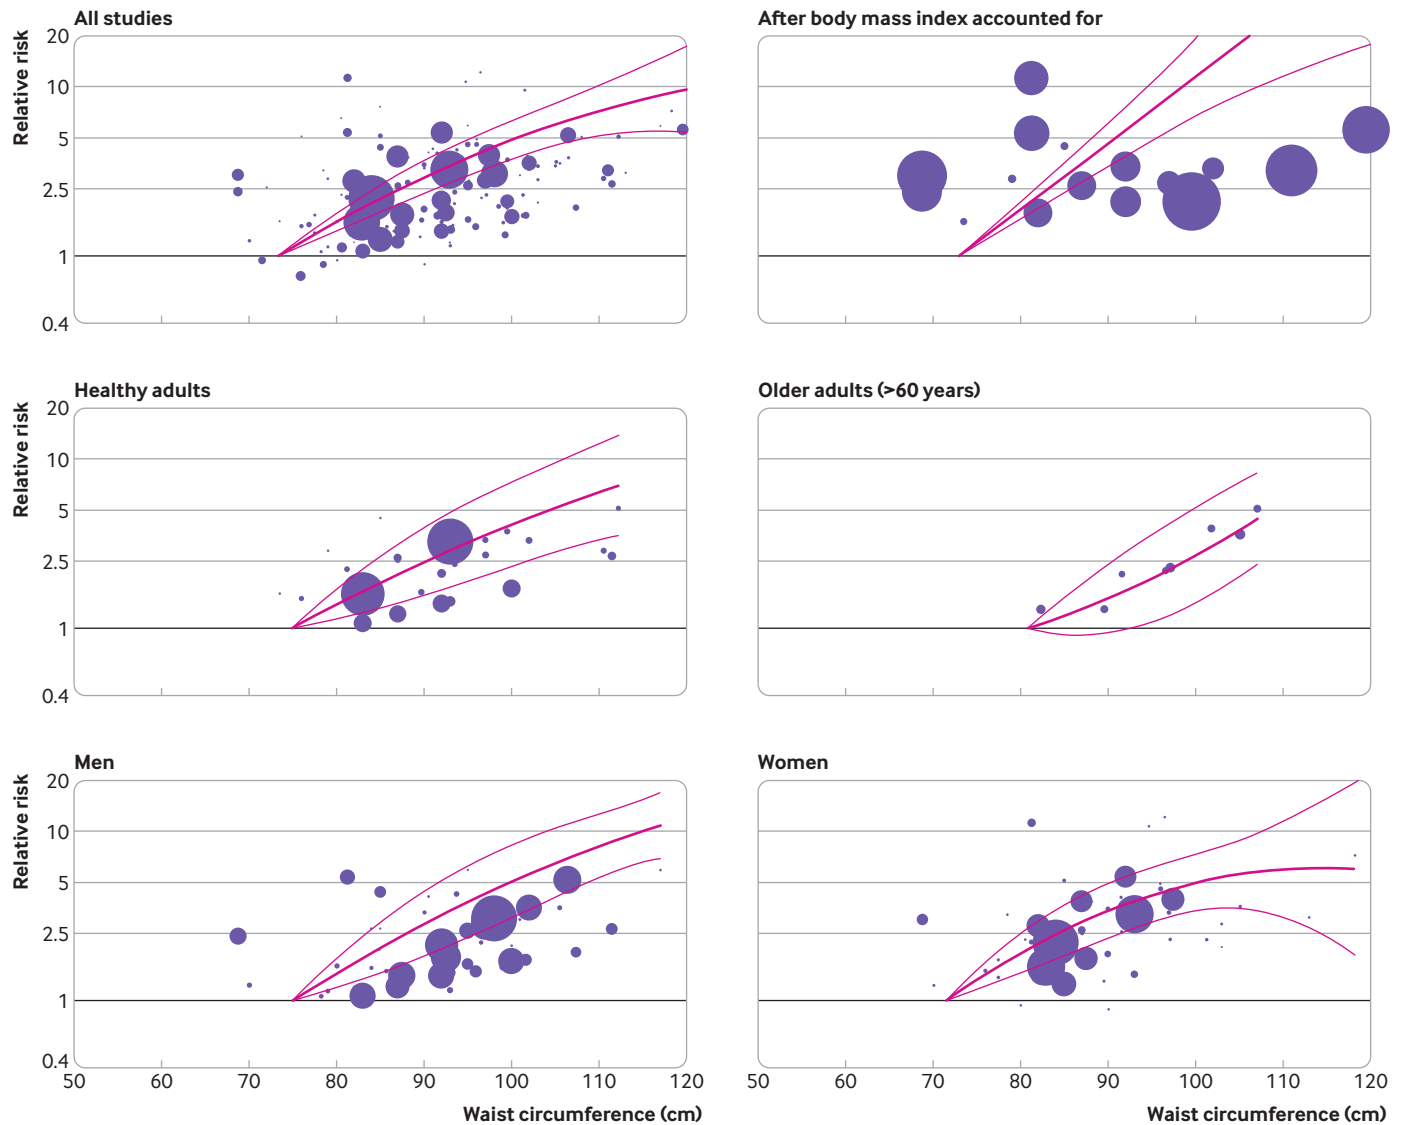 All studies
After body mass index accounted for
Relative risk
20
10
5
2.5
1
0.4
Healthy adults
Older adults (>60 years)
Relative risk
20
10
5
2.5
1
0.4
Men
Women
Relative risk
20
10
5
2.5
1
0.4
50 60 70 80 90 100 110 120
50 60 70 80 90 100 110 120
Waist circumference (cm)
Waist circumference (cm)